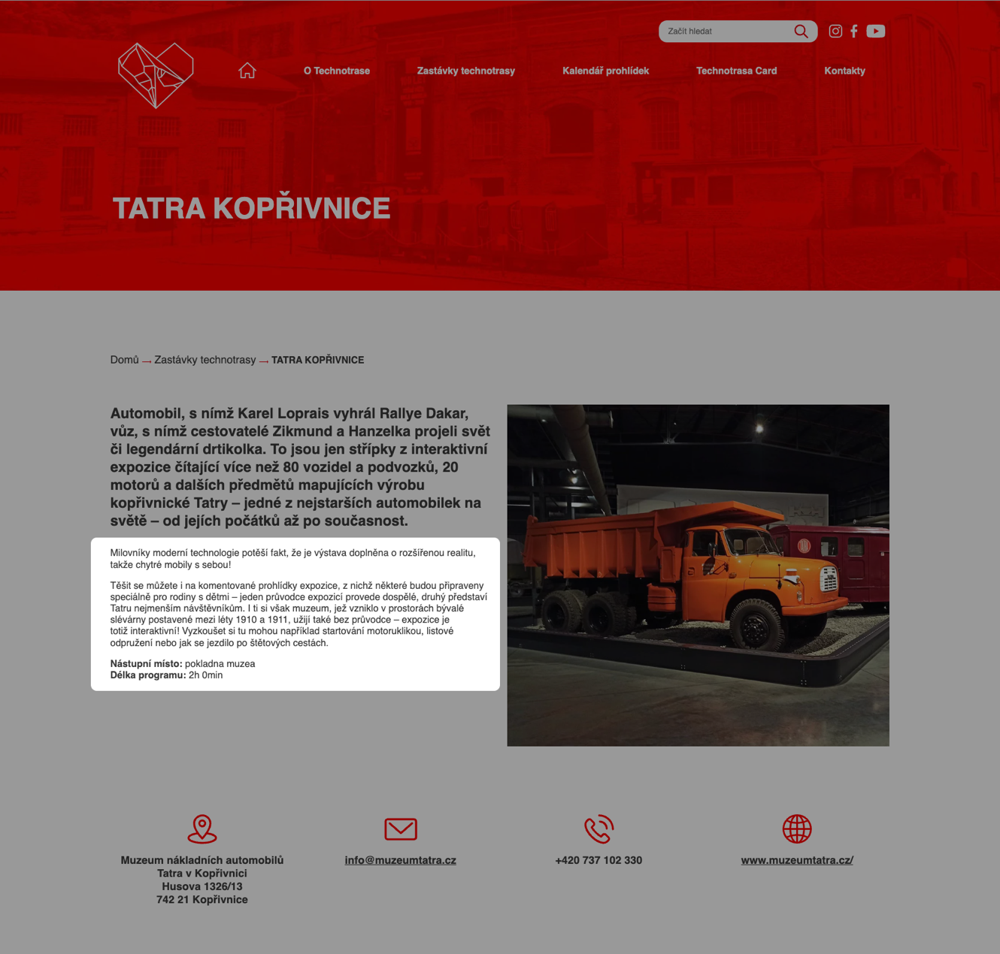 Začít hledat
O Technotrase
Zastávky technotrasy
Kalendář prohlídek
Technotrasa Card
Kontakty
TATRA KOPŘIVNICE
Domů → Zastávky technotrasy → TATRA KOPŘIVNICE
Automobil, s nímž Karel Loprais vyhrál Rallye Dakar,
vůz, s nímž cestovatelé Zikmund a Hanzelka projeli svět
či legendární drtikolka. To jsou jen střípky z interaktivní
expozice čítající více než 80 vozidel a podvozků, 20
motorů a dalších předmětů mapujících výrobu
kopřivnické Tatry – jedné z nejstarších automobilek na
světě – od jejích počátků až po současnost.
Milovníky moderní technologie potěší fakt, že je výstava doplněna o rozšířenou realitu,
takže chytré mobily s sebou!
Těšit se můžete i na komentované prohlídky expozice, z nichž některé budou připraveny
speciálně pro rodiny s dětmi – jeden průvodce expozicí provede dospělé, druhý představí
Tatru nejmenším návštěvníkům. I ti si však muzeum, jež vzniklo v prostorách bývalé
slévárny postavené mezi léty 1910 a 1911, užijí také bez průvodce – expozice je
totiž interaktivní! Vyzkoušet si tu mohou například startování motoruklikou, listové
odpružení nebo jak se jezdilo po štětových cestách.
Nástupní místo: pokladna muzea
Délka programu: 2h 0min
Muzeum nákladních automobilů
Tatra v Kopřivnici
Husova 1326/13
742 21 Kopřivnice
info@muzeumtatra.cz
+420 737 102 330
www.muzeumtatra.cz/